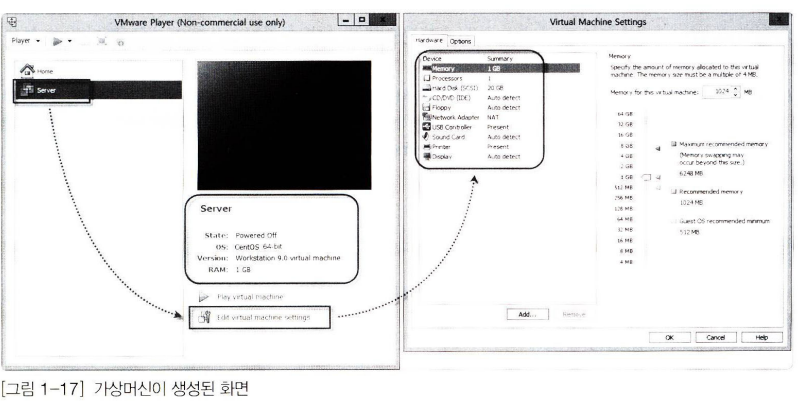 VMware Player (Non-commercial use only)
Player
Home
Server
Server
State: Powered Off
OS: CentOS 64-bit
Version: Workstation 9.0 virtual machine
RAM: 1 GB
Play virtual machine
Edit virtual machine settings
Virtual Machine Settings
Hardware Options
Device Summary
Memory 1 GB
Processors 1
Hard Disk (SCSI) 20 GB
CD/DVD (IDE) Auto detect
Floppy Auto detect
Network Adapter NAT
USB Controller Present
Sound Card Auto detect
Printer Present
Display Auto detect
Add... Remove
Memory
Specify the amount of memory allocated to this virtual
machine. The memory size must be a multiple of 4 MB.
Memory for this virtual machine: 1024 MB
64 GB
32 GB
16 GB
8 GB
4 GB
2 GB
1 GB
512 MB
256 MB
128 MB
64 MB
32 MB
16 MB
8 MB
4 MB
Maximum recommended memory
(Memory swapping may
occur beyond this size.)
6248 MB
Recommended memory
1024 MB
Guest OS recommended minimum
512 MB
OK Cancel Help
[그림 1-17] 가상머신이 생성된 화면